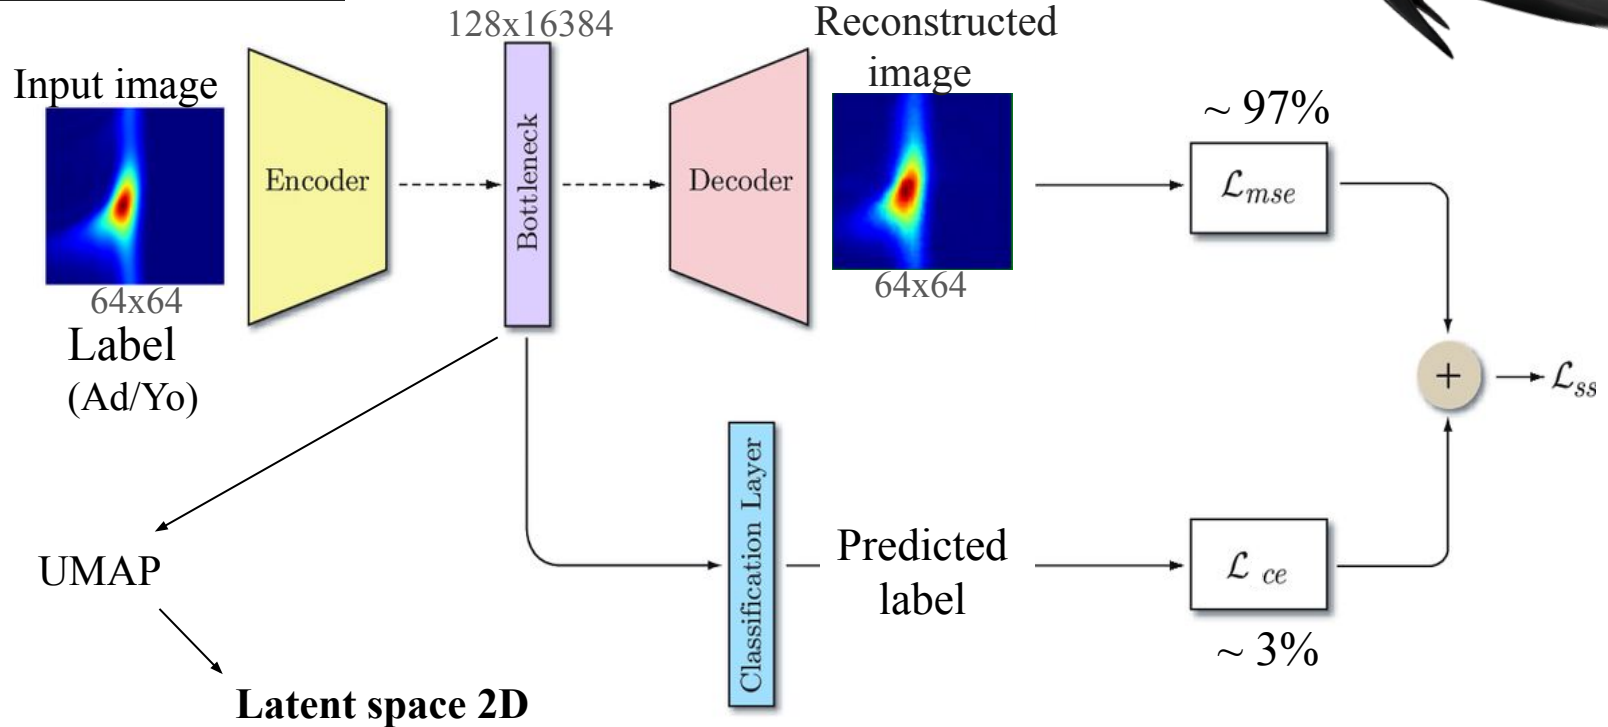 128x16384
Reconstructed
image
Input image
~ 97%
Encoder
Bottleneck
Decoder
ℒmse
64x64
64x64
Label
(Ad/Yo)
+
ℒss
Classification Layer
UMAP
Predicted
label
ℒ ce
~ 3%
Latent space 2D